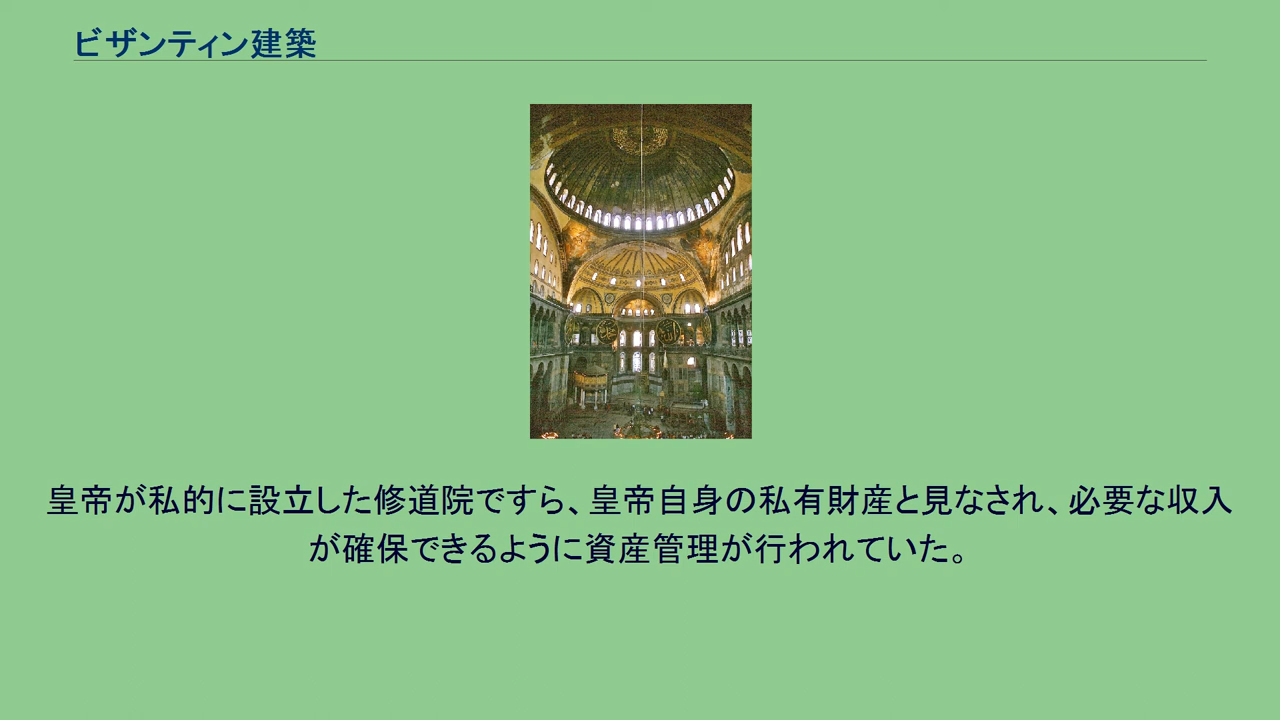 ビザンティン建築
皇帝が私的に設立した修道院ですら、皇帝自身の私有財産と見なされ、必要な収入
が確保できるように資産管理が行われていた。